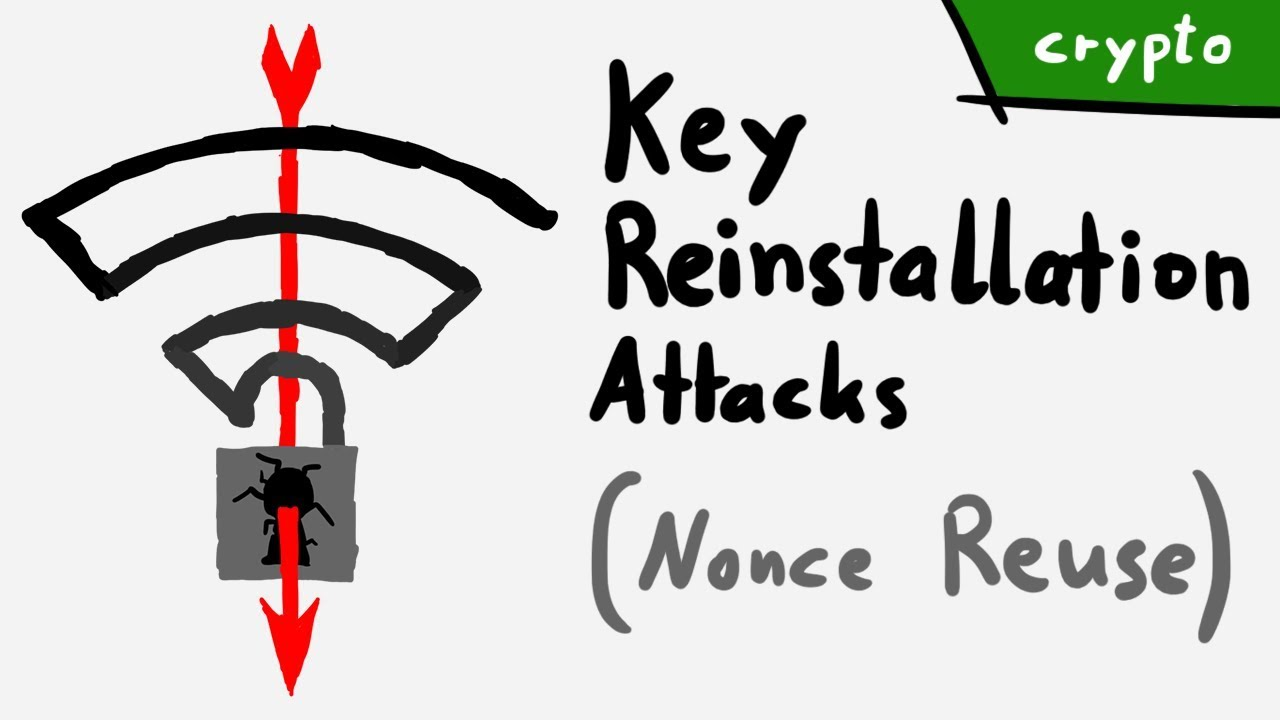 crypto
Key
Reinstallation
Attacks
(Nonce Reuse)